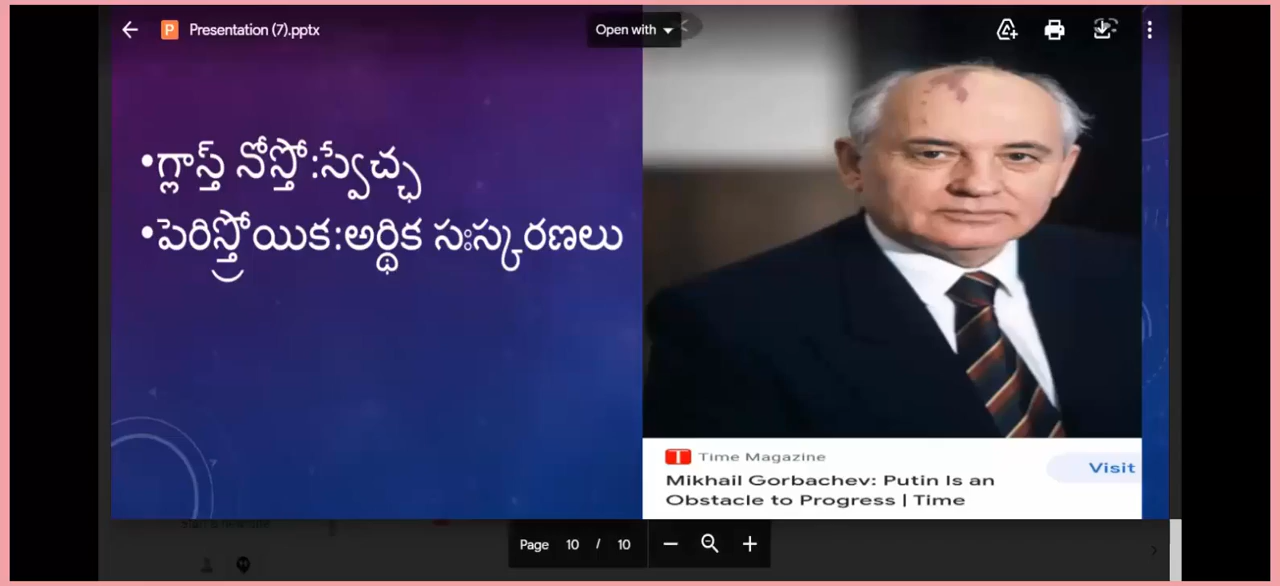 Presentation (7).pptx
Open with
•గ్లాస్త్ నోస్తో:స్వేచ్ఛ
•పెరిస్త్రోయిక:అర్థిక సఃస్కరణలు
Time Magazine
Mikhail Gorbachev: Putin Is an
Obstacle to Progress | Time
Visit
Page 10 / 10